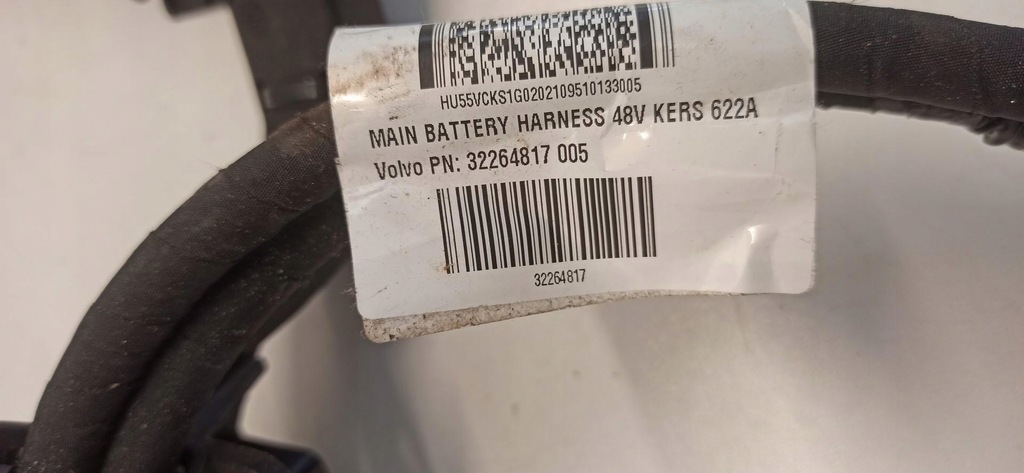 HU55VCKS1G0202109510133005
MAIN BATTERY HARNESS 48V KERS 622A
Volvo PN: 32264817 005
32264817